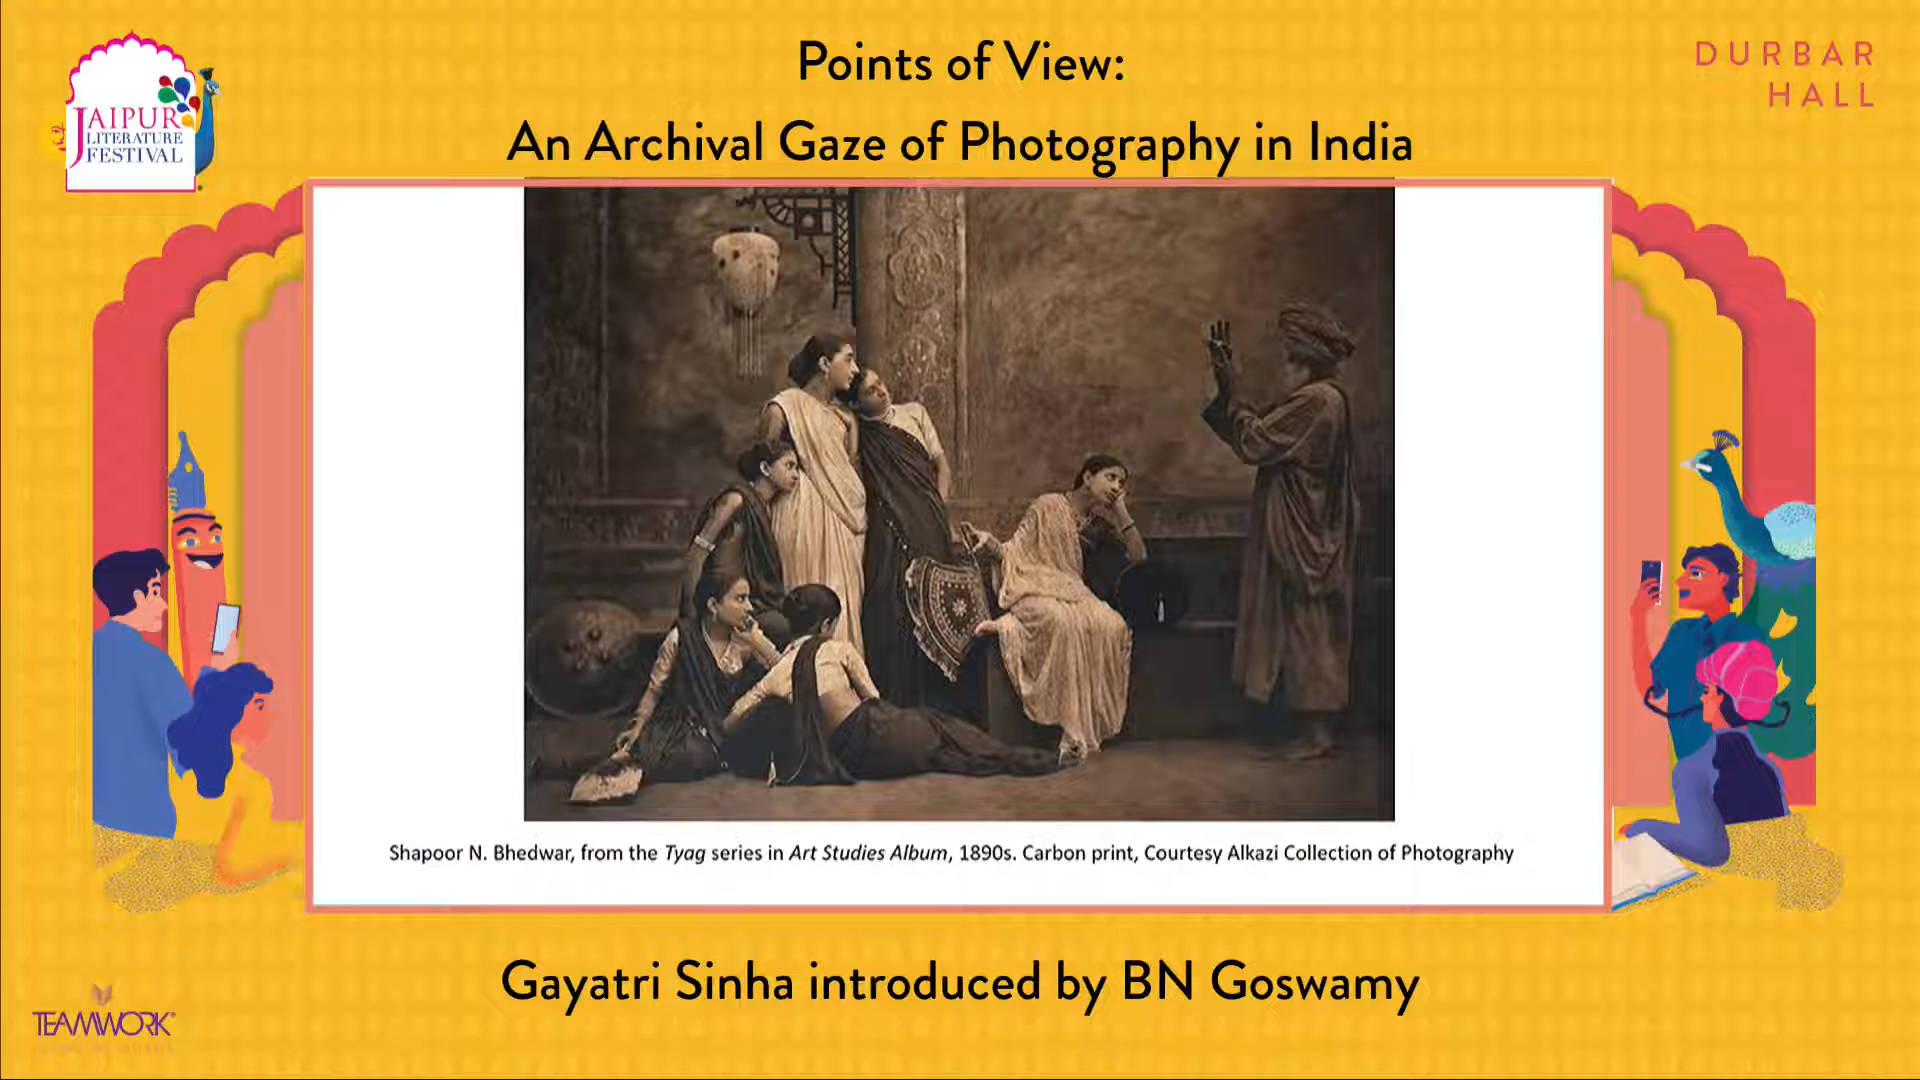 JAIPUR
LITERATURE
FESTIVAL
Points of View:
An Archival Gaze of Photography in India
DURBAR
HALL
Shapoor N. Bhedwar, from the Tyag series in Art Studies Album, 1890s. Carbon print, Courtesy Alkazi Collection of Photography
Gayatri Sinha introduced by BN Goswamy
TEAMWORK